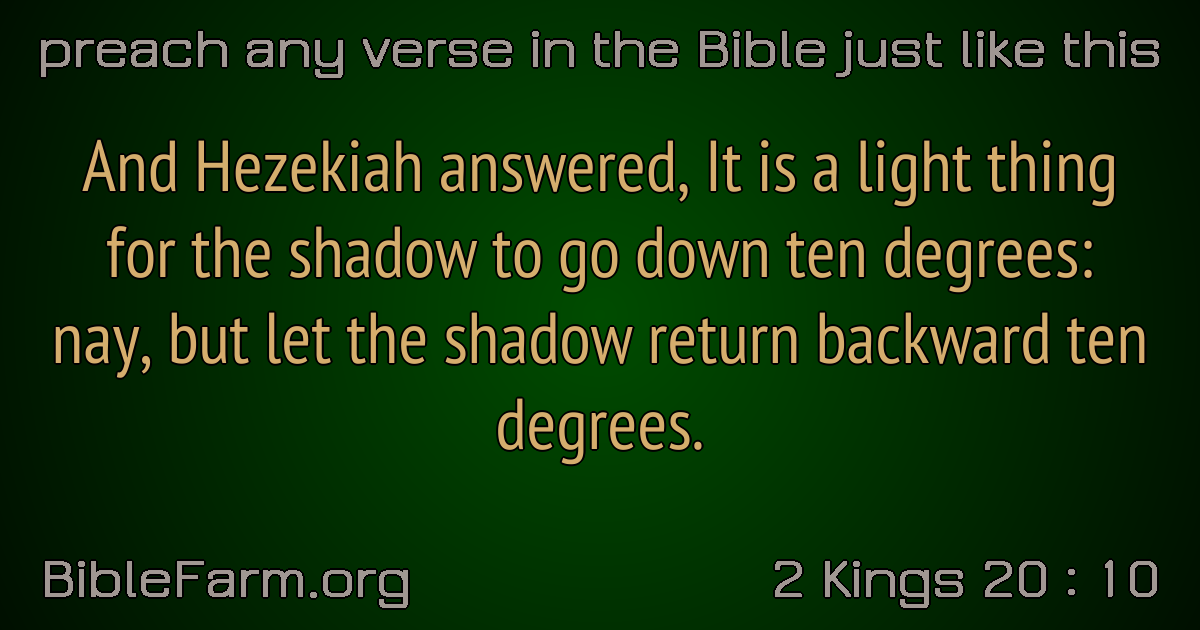 preach any verse in the Bible just like this
And Hezekiah answered, It is a light thing
for the shadow to go down ten degrees:
nay, but let the shadow return backward ten
degrees.
BibleFarm.org
2 Kings 20 : 10